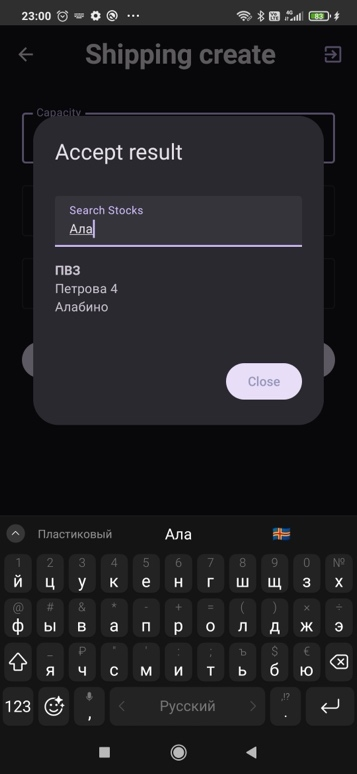 23:00
83
Shipping create
Capacity
Accept result
Search Stocks
Ала
ПВЗ
Петрова 4
Алабино
Close
Пластиковый Ала
1 2 3 4 5 6 7 8 9 0 №
й ц у к е н г ш щ з х
@ # & * - + = ( ) × ÷
ф ы в а п р о л д ж э
_ ₽ " ' : ; ъ $ €
я ч с м и т ь б ю
,!?
123 , Русский .